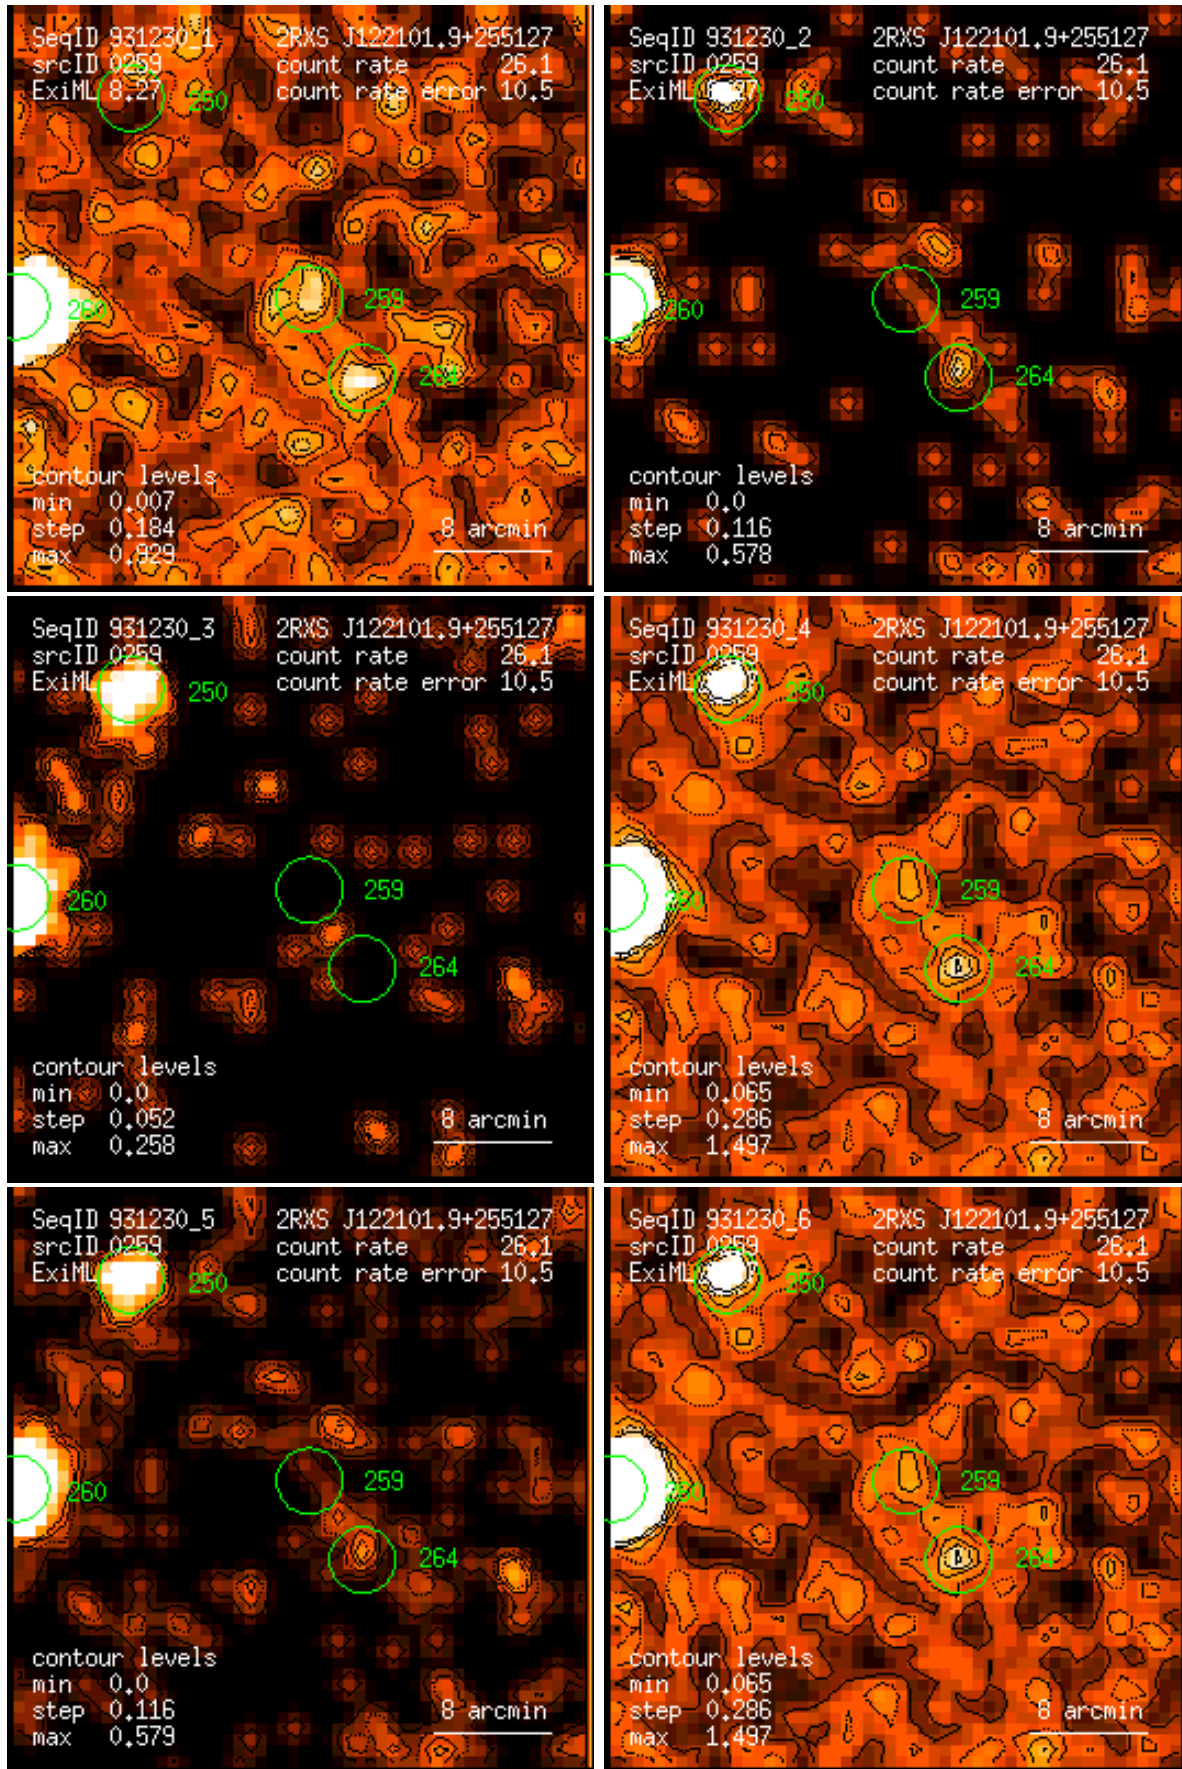 SeqID 931230_1 2RXS J122101.9+255127
srcID 0259 count rate 26.1
ExiML 8.27 250 count rate error 10.5
260
259
264
contour levels
min 0.007
step 0.184
max 0.929
8 arcmin
SeqID 931230_2 2RXS J122101.9+255127
srcID 0259 count rate 26.1
ExiML 250 count rate error 10.5
260
259
264
contour levels
min 0.0
step 0.116
max 0.578
8 arcmin
SeqID 931230_3 2RXS J122101.9+255127
srcID 0259 count rate 26.1
ExiML 250 count rate error 10.5
260
259
264
contour levels
min 0.0
step 0.052
max 0.258
8 arcmin
SeqID 931230_4 2RXS J122101.9+255127
srcID 0259 count rate 26.1
ExiML 250 count rate error 10.5
260
259
264
contour levels
min 0.065
step 0.286
max 1.497
8 arcmin
SeqID 931230_5 2RXS J122101.9+255127
srcID 0259 count rate 26.1
ExiML 250 count rate error 10.5
260
259
264
contour levels
min 0.0
step 0.116
max 0.579
8 arcmin
SeqID 931230_6 2RXS J122101.9+255127
srcID 0259 count rate 26.1
ExiML 250 count rate error 10.5
260
259
264
contour levels
min 0.065
step 0.286
max 1.497
8 arcmin